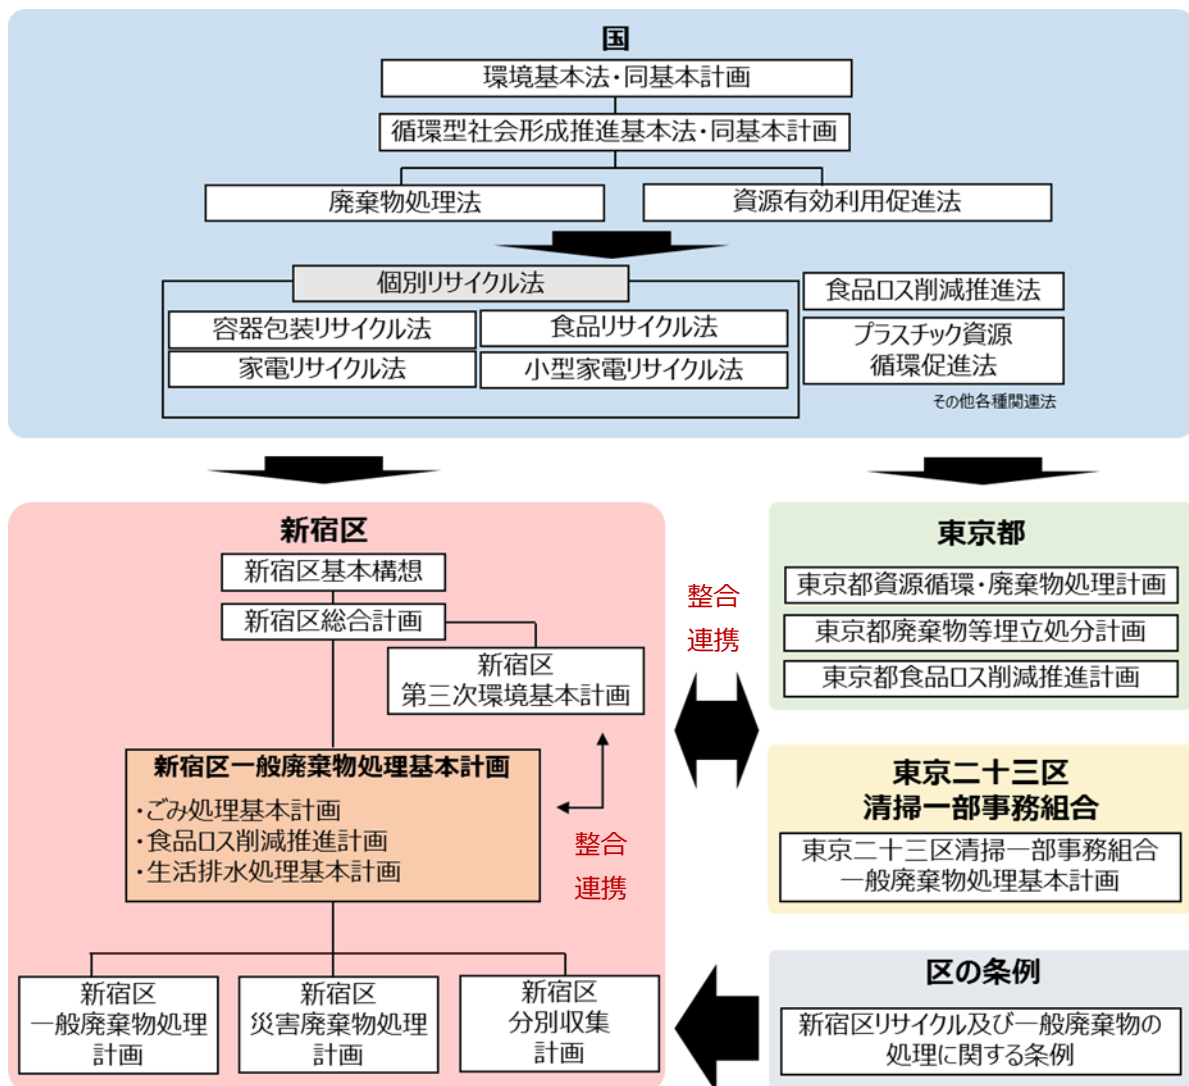 国
環境基本法・同基本計画
循環型社会形成推進基本法・同基本計画
廃棄物処理法
資源有効利用促進法
個別リサイクル法
容器包装リサイクル法
食品リサイクル法
家電リサイクル法
小型家電リサイクル法
食品ロス削減推進法
プラスチック資源
循環促進法
その他各種関連法
新宿区
新宿区基本構想
新宿区総合計画
新宿区
第三次環境基本計画
新宿区一般廃棄物処理基本計画
・ごみ処理基本計画
・食品ロス削減推進計画
・生活排水処理基本計画
整合
連携
新宿区
一般廃棄物処理
計画
新宿区
災害廃棄物処理
計画
新宿区
分別収集
計画
整合
連携
東京都
東京都資源循環・廃棄物処理計画
東京都廃棄物等埋立処分計画
東京都食品ロス削減推進計画
東京二十三区
清掃一部事務組合
東京二十三区清掃一部事務組合
一般廃棄物処理基本計画
区の条例
新宿区リサイクル及び一般廃棄物の
処理に関する条例